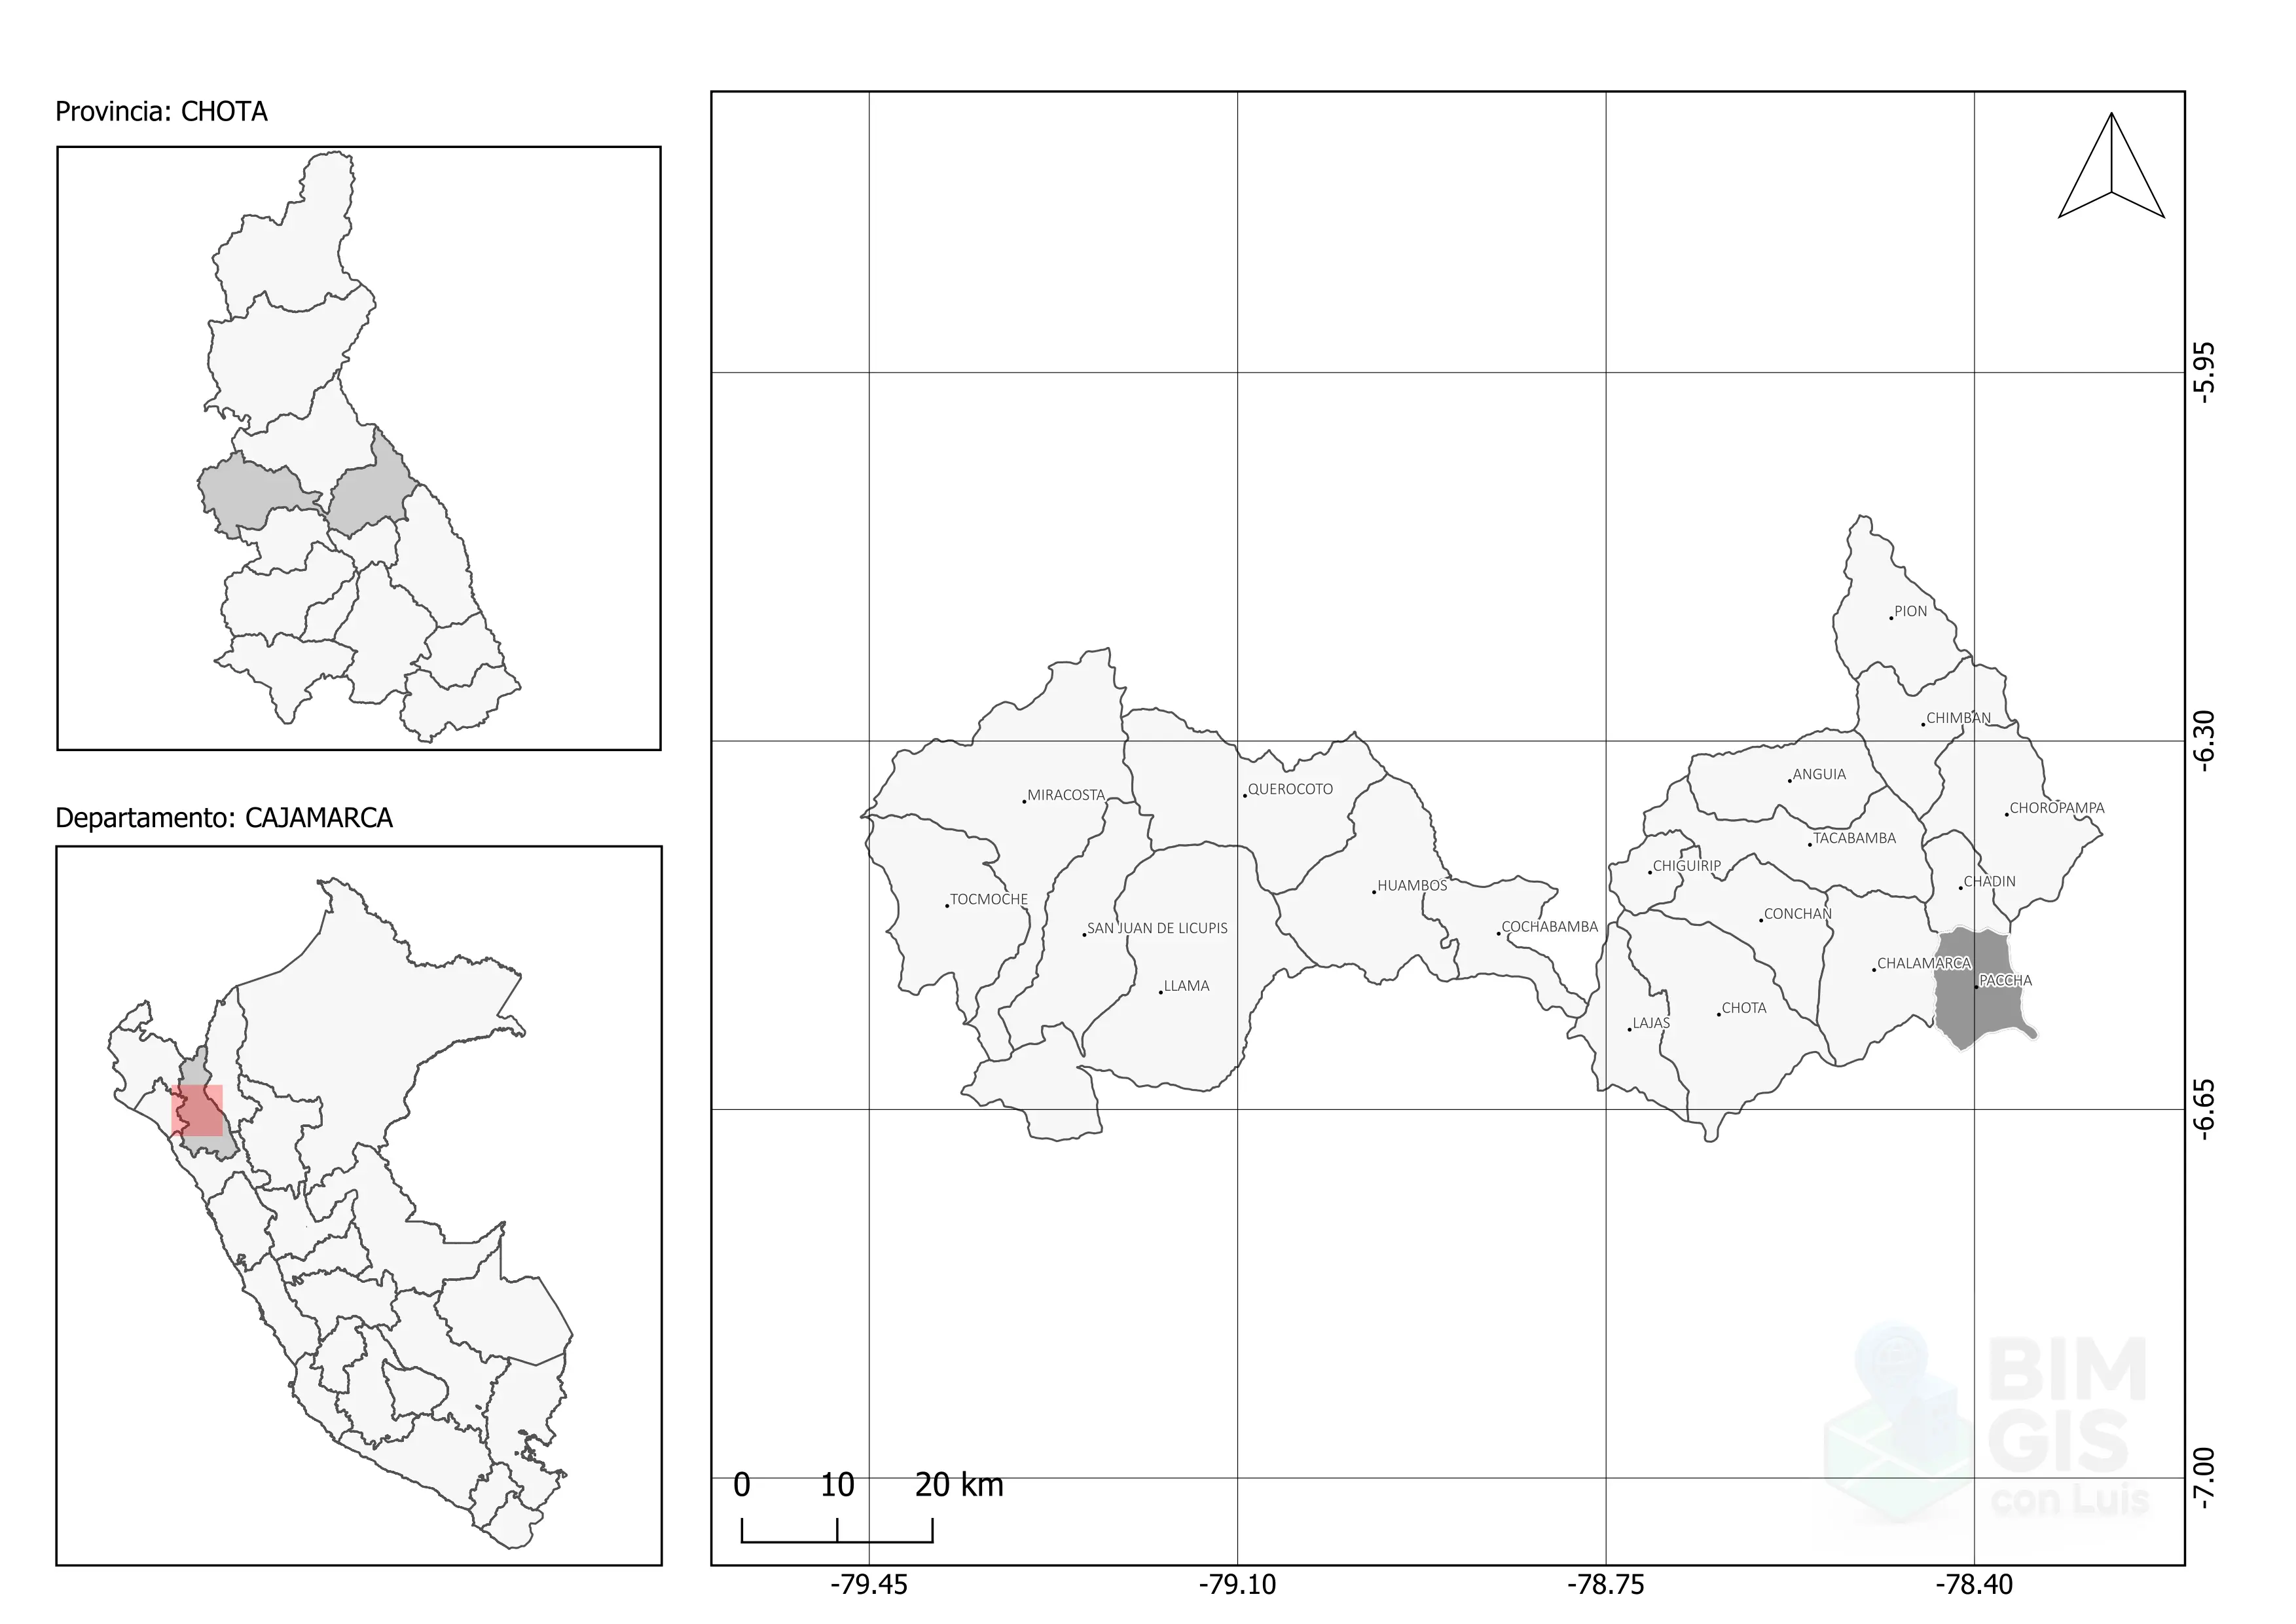 Provincia: CHOTA
Departamento: CAJAMARCA
PION
CHIMBAN
ANGUIA
CHOROPAMPA
MIRACOSTA
QUEROCOTO
TACABAMBA
CHIGUIRIP
CHADIN
HUAMBOS
TOCMOCHE
CONCHAN
SAN JUAN DE LICUPIS
COCHABAMBA
CHALAMARCA
PACCHA
LLAMA
CHOTA
LAJAS
-5.95
-6.30
-6.65
-7.00
0 10 20 km
-79.45 -79.10 -78.75 -78.40
BIM
GIS
con Luis